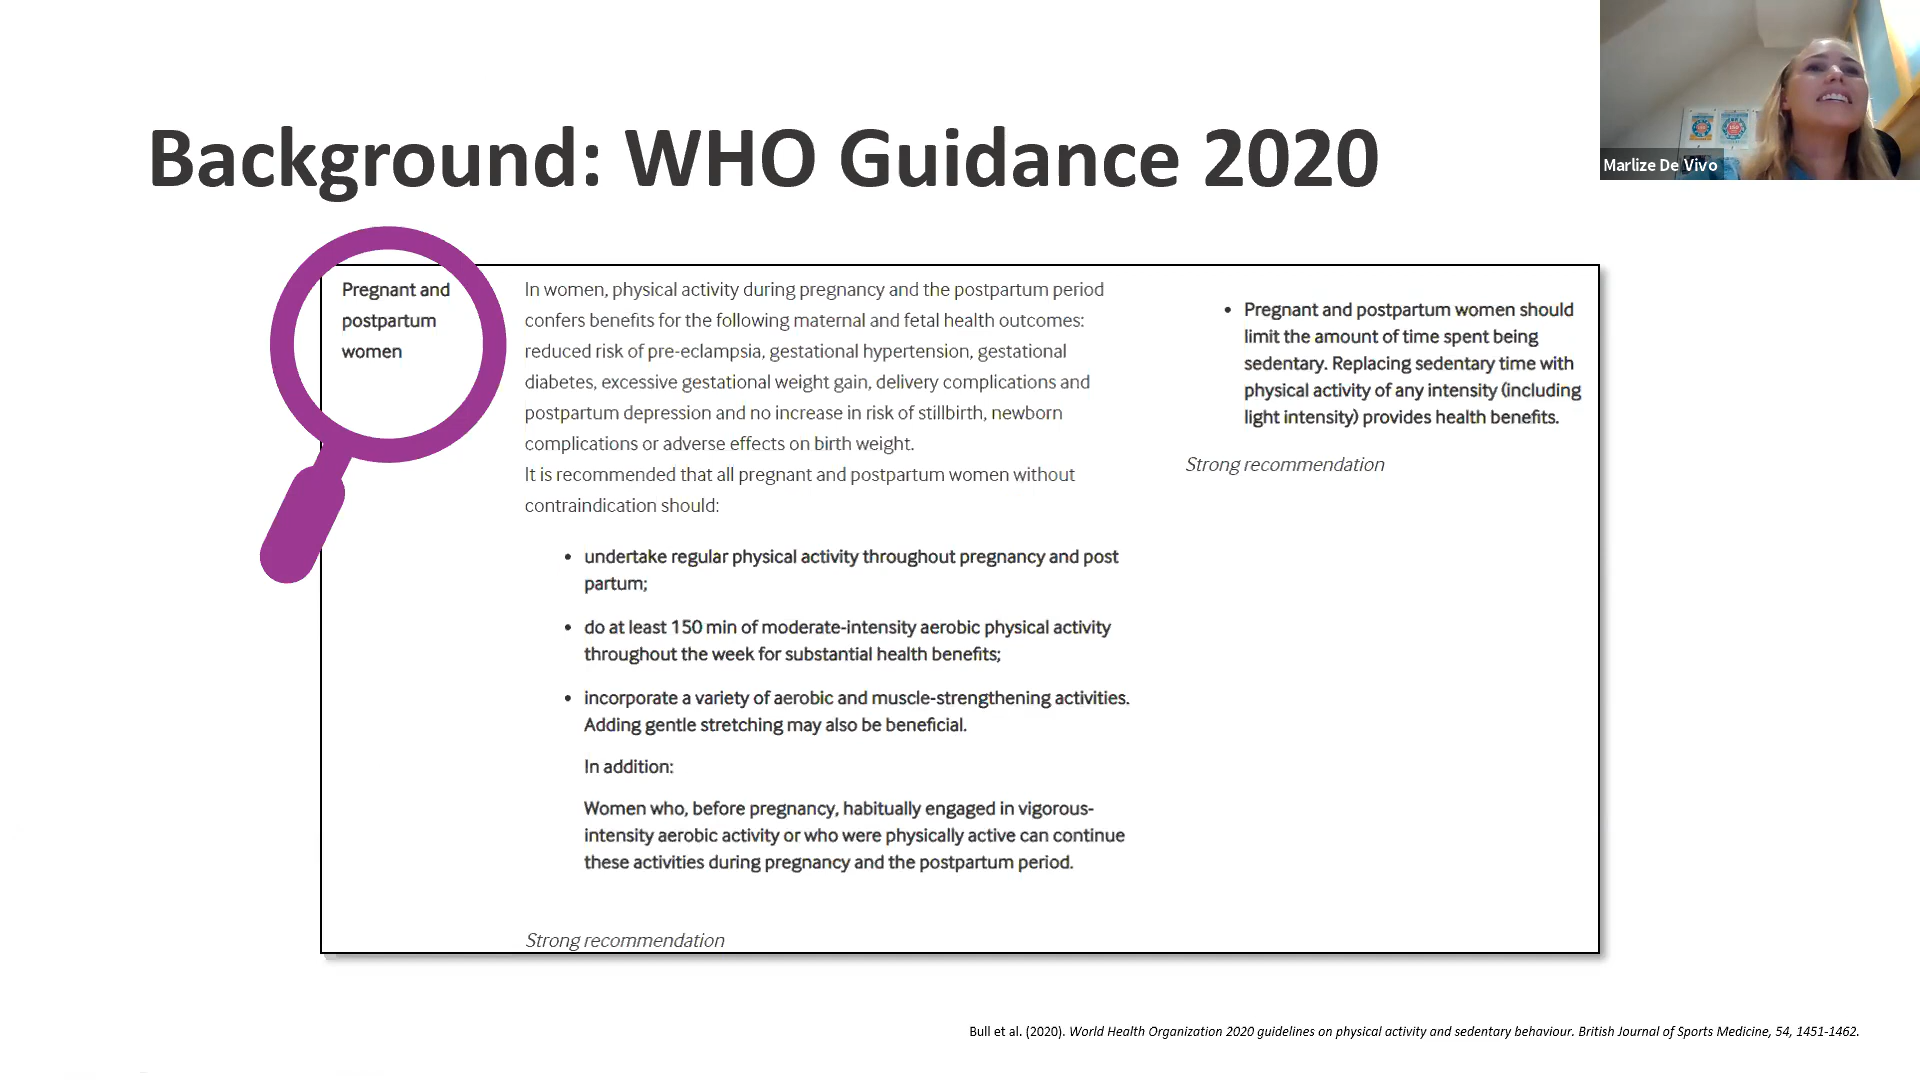 Background: WHO Guidance 2020
Marlize De Vivo
Pregnant and
postpartum
women
In women, physical activity during pregnancy and the postpartum period
confers benefits for the following maternal and fetal health outcomes:
reduced risk of pre-eclampsia, gestational hypertension, gestational
diabetes, excessive gestational weight gain, delivery complications and
postpartum depression and no increase in risk of stillbirth, newborn
complications or adverse effects on birth weight.
It is recommended that all pregnant and postpartum women without
contraindication should:
• undertake regular physical activity throughout pregnancy and post
partum;
• do at least 150 min of moderate-intensity aerobic physical activity
throughout the week for substantial health benefits;
• incorporate a variety of aerobic and muscle-strengthening activities.
Adding gentle stretching may also be beneficial.
In addition:
Women who, before pregnancy, habitually engaged in vigorous-
intensity aerobic activity or who were physically active can continue
these activities during pregnancy and the postpartum period.
Strong recommendation
• Pregnant and postpartum women should
limit the amount of time spent being
sedentary. Replacing sedentary time with
physical activity of any intensity (including
light intensity) provides health benefits.
Strong recommendation
Bull et al. (2020). World Health Organization 2020 guidelines on physical activity and sedentary behaviour. British Journal of Sports Medicine, 54, 1451-1462.